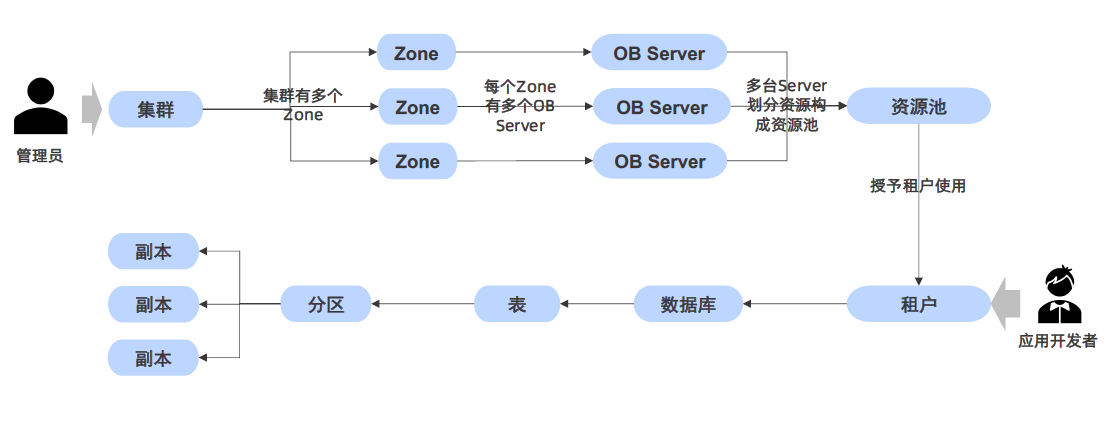 Zone
OB Server
集群有多个
Zone
每个Zone
有多个OB
Server
多台Server
划分资源构
成资源池
集群
Zone
OB Server
资源池
管理员
Zone
OB Server
授予租户使用
副本
副本
分区
表
数据库
租户
应用开发者
副本